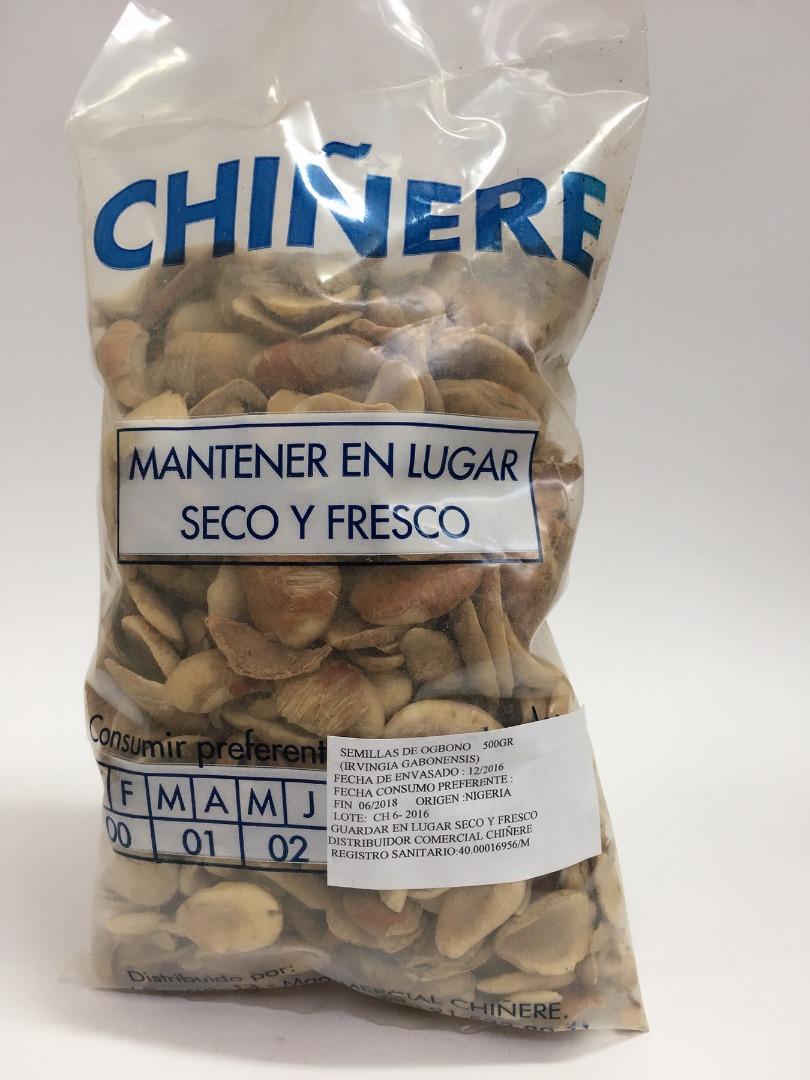 CHIÑERE
MANTENER EN LUGAR
SECO Y FRESCO
Consumir preferent
F M A M J
00 01 02
SEMILLAS DE OGBONO 500GR
(IRVINGIA GABONENSIS)
FECHA DE ENVASADO : 12/2016
FECHA CONSUMO PREFERENTE :
FIN 06/2018 ORIGEN :NIGERIA
LOTE: CH 6- 2016
GUARDAR EN LUGAR SECO Y FRESCO
DISTRIBUIDOR COMERCIAL CHIÑERE
REGISTRO SANITARIO:40.00016956/M
Distribuido por:
CHIÑERE.